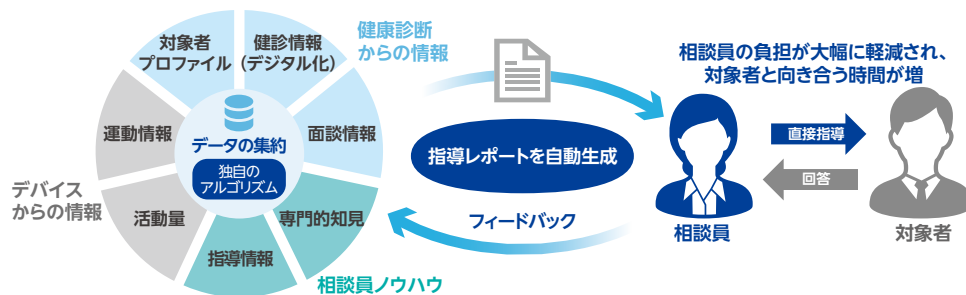 対象者
プロファイル
健診情報
(デジタル化)
健康診断
からの情報
運動情報
面談情報
データの集約
独自の
アルゴリズム
デバイス
からの情報
活動量
専門的知見
指導情報
相談員ノウハウ
指導レポートを自動生成
フィードバック
相談員の負担が大幅に軽減され、
対象者と向き合う時間が増
直接指導
回答
相談員
対象者